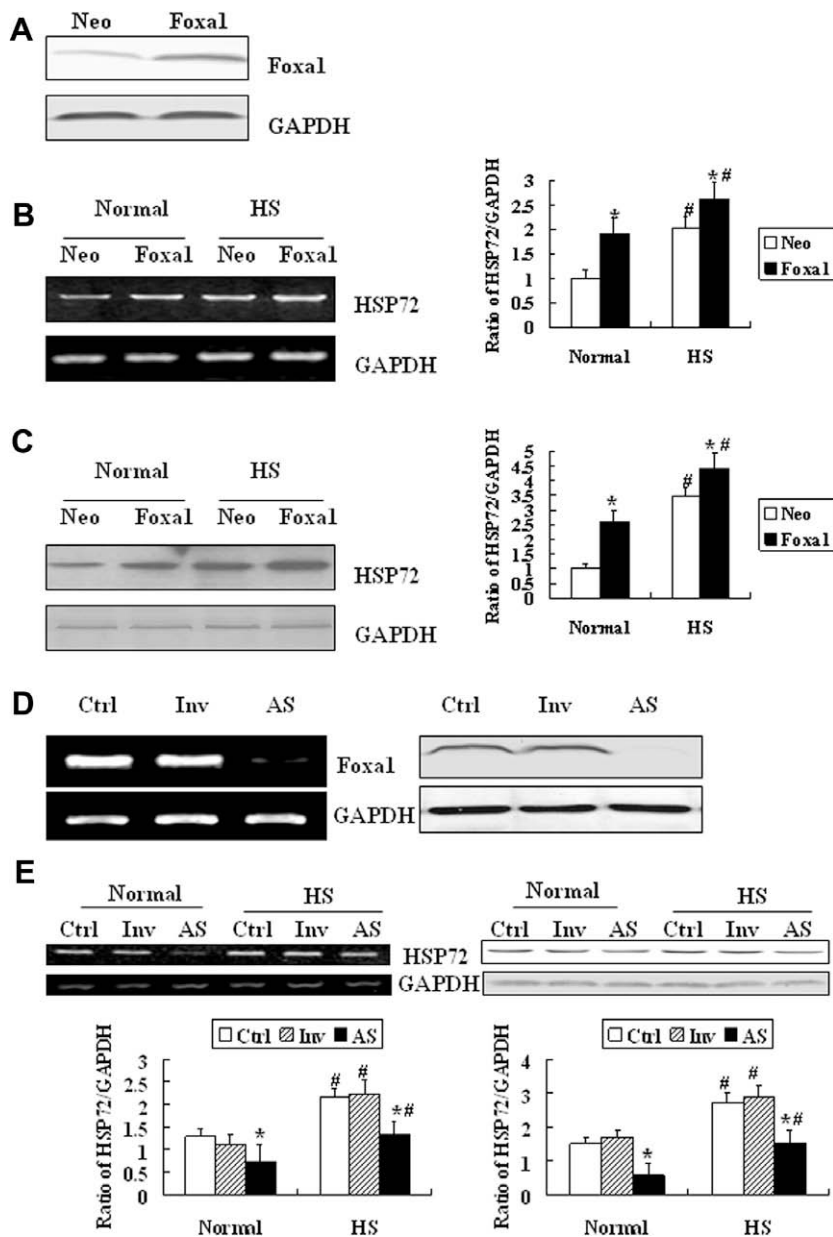 A
Neo Foxa1
Foxa1
GAPDH
B
Normal HS
Neo Foxa1 Neo Foxa1
HSP72
GAPDH
Ratio of HSP72/GAPDH
3
2.5
2
1.5
1
0.5
0
* # * #
Normal HS
Neo
Foxa1
C
Normal HS
Neo Foxa1 Neo Foxa1
HSP72
GAPDH
Ratio of HSP72/GAPDH
4.5
3.5
2.5
1.5
1
0.5
0
* # * #
Normal HS
Neo
Foxa1
D
Ctrl Inv AS
Foxa1
GAPDH
Ctrl Inv AS
E
Normal HS
Ctrl Inv AS Ctrl Inv AS
HSP72
GAPDH
Normal HS
Ctrl Inv AS Ctrl Inv AS
Ctrl Inv AS
Ratio of HSP72/GAPDH
3
2.5
2
1.5
1
0.5
0
* # # *#
Normal HS
Ctrl Inv AS
Ratio of HSP72/GAPDH
4
3
2
1
0
* # # *#
Normal HS